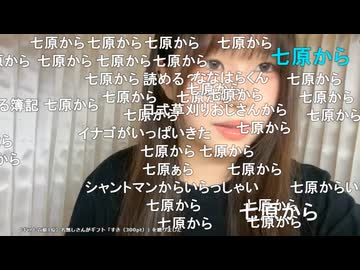 七原から 七原から 七原から 七原から
七原から
原から 七原から 七原から七原から
七原から 読める？ななはらくん
七原から
る簿記 七原から 七原から 七原から
七原から
日式草刈りおじさんから
イナゴがいっぱいきた
から
七原から 七原から
から
七原ぁら 七原から
シャントマンからいらっしゃい 七原からい
七原から 七原から
七原から
七原から 七原から